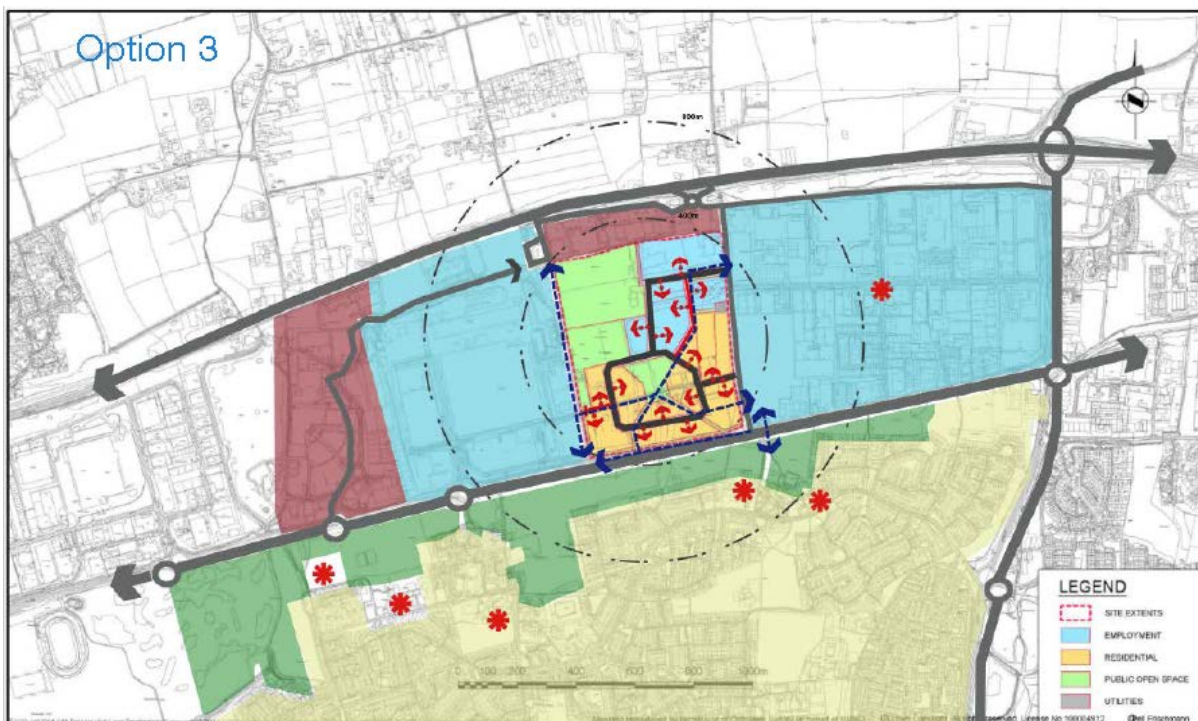 Option 3
800m
400m
LEGEND
SITE EXTENTS
EMPLOYMENT
RESIDENTIAL
PUBLIC OPEN SPACE
UTILITIES
0 100 200 400 600 800 1000m